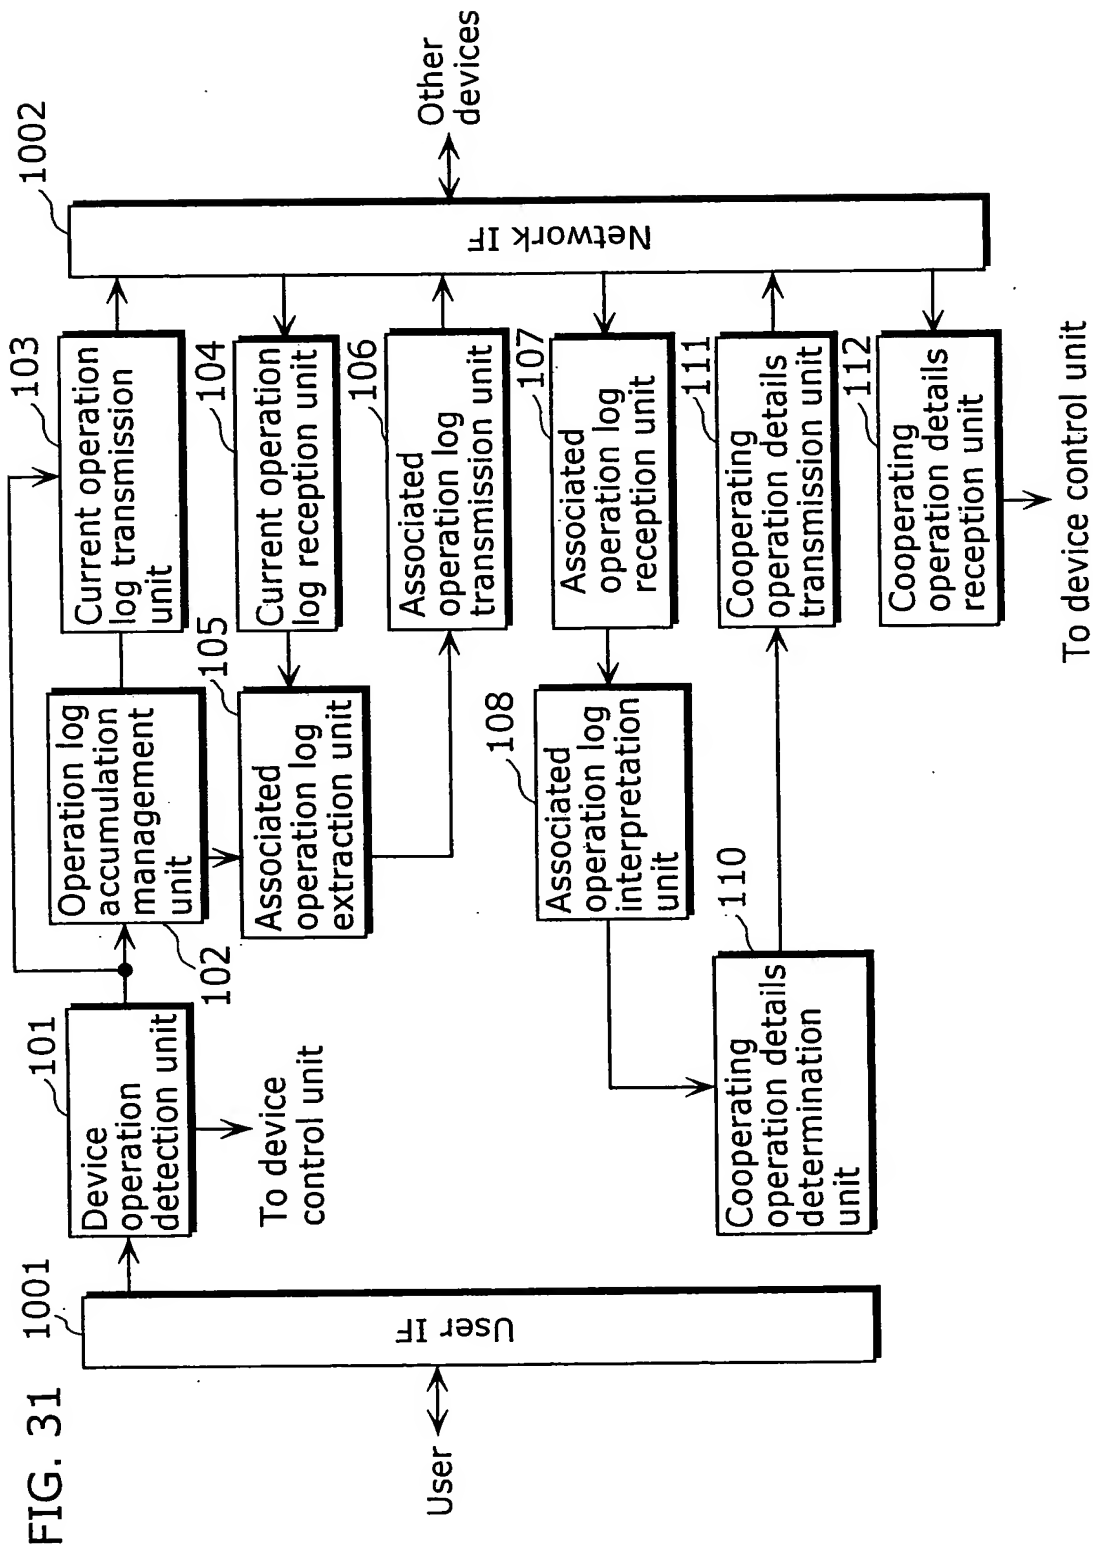 FIG. 31
1001
User IF
User
101
Device
operation
detection unit
To device
control unit
102
Operation log
accumulation
management
unit
103
Current operation
log transmission
unit
104
Current operation
log reception unit
105
Associated
operation log
extraction unit
106
Associated
operation log
transmission unit
107
Associated
operation log
reception unit
108
Associated
operation log
interpretation
unit
110
Cooperating
operation details
determination
unit
111
Cooperating
operation details
transmission unit
112
Cooperating
operation details
reception unit
To device control unit
1002
Network IF
Other
devices